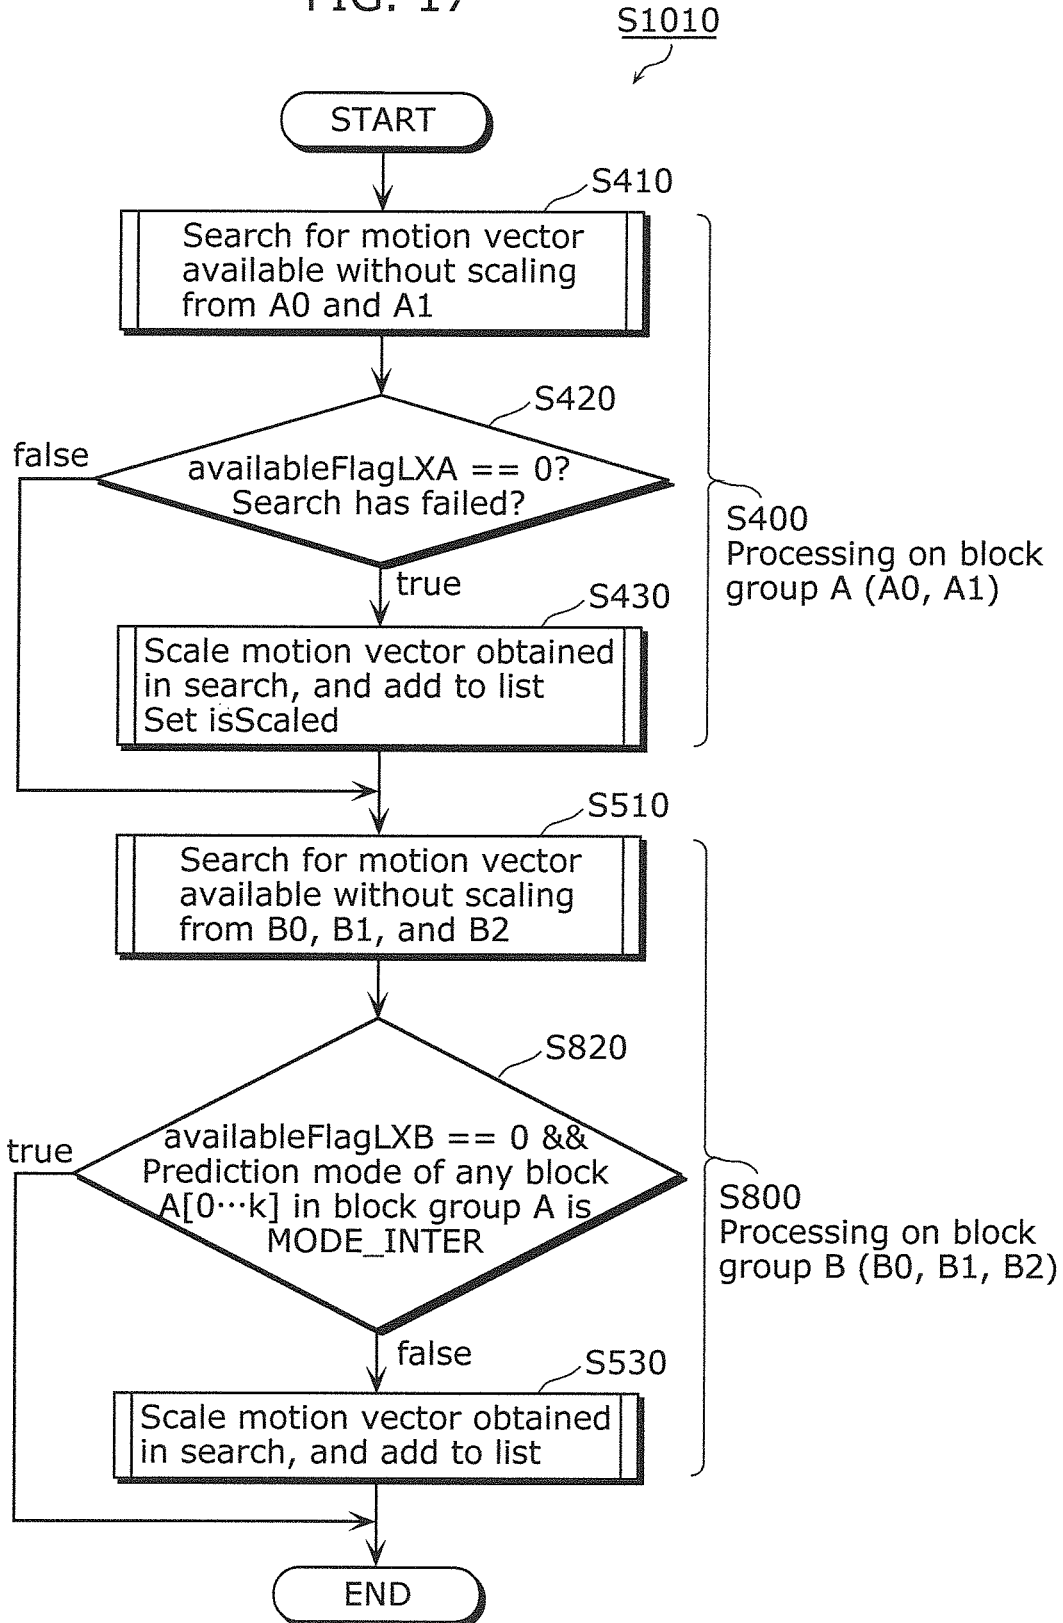 FIG. 17
S1010
START
S410
Search for motion vector
available without scaling
from A0 and A1
S420
false
availableFlagLXA == 0?
Search has failed?
true
S400
Processing on block
group A (A0, A1)
S430
Scale motion vector obtained
in search, and add to list
Set isScaled
S510
Search for motion vector
available without scaling
from B0, B1, and B2
S820
true
availableFlagLXB == 0 &&
Prediction mode of any block
A[0···k] in block group A is
MODE_INTER
S800
Processing on block
group B (B0, B1, B2)
false
S530
Scale motion vector obtained
in search, and add to list
END